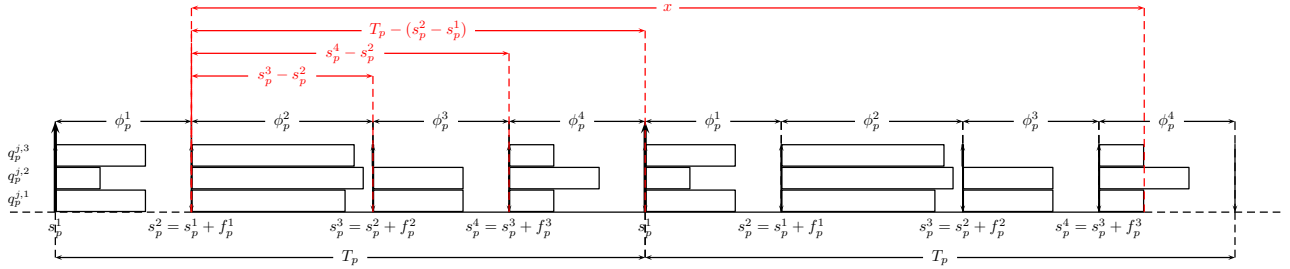 x
T_p − (s_p^2 − s_p^1)
s_p^4 − s_p^2
s_p^3 − s_p^2
ϕ_p^1 ϕ_p^2 ϕ_p^3 ϕ_p^4 ϕ_p^1 ϕ_p^2 ϕ_p^3 ϕ_p^4
q_p^{j,3}
q_p^{j,2}
q_p^{j,1}
s_p^1 s_p^2 = s_p^1 + f_p^1 s_p^3 = s_p^2 + f_p^2 s_p^4 = s_p^3 + f_p^3 s_p^1 s_p^2 = s_p^1 + f_p^1 s_p^3 = s_p^2 + f_p^2 s_p^4 = s_p^3 + f_p^3
T_p T_p